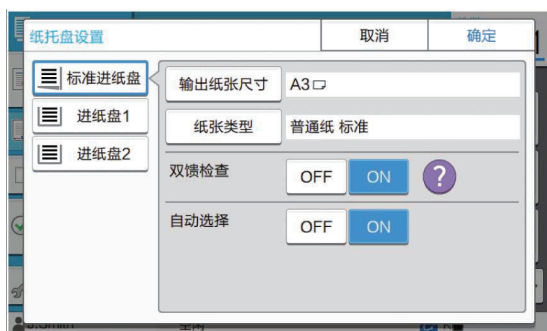 纸托盘设置 取消 确定
标准进纸盘
进纸盘1
进纸盘2
输出纸张尺寸 A3
纸张类型 普通纸 标准
双馈检查 OFF ON ?
自动选择 OFF ON